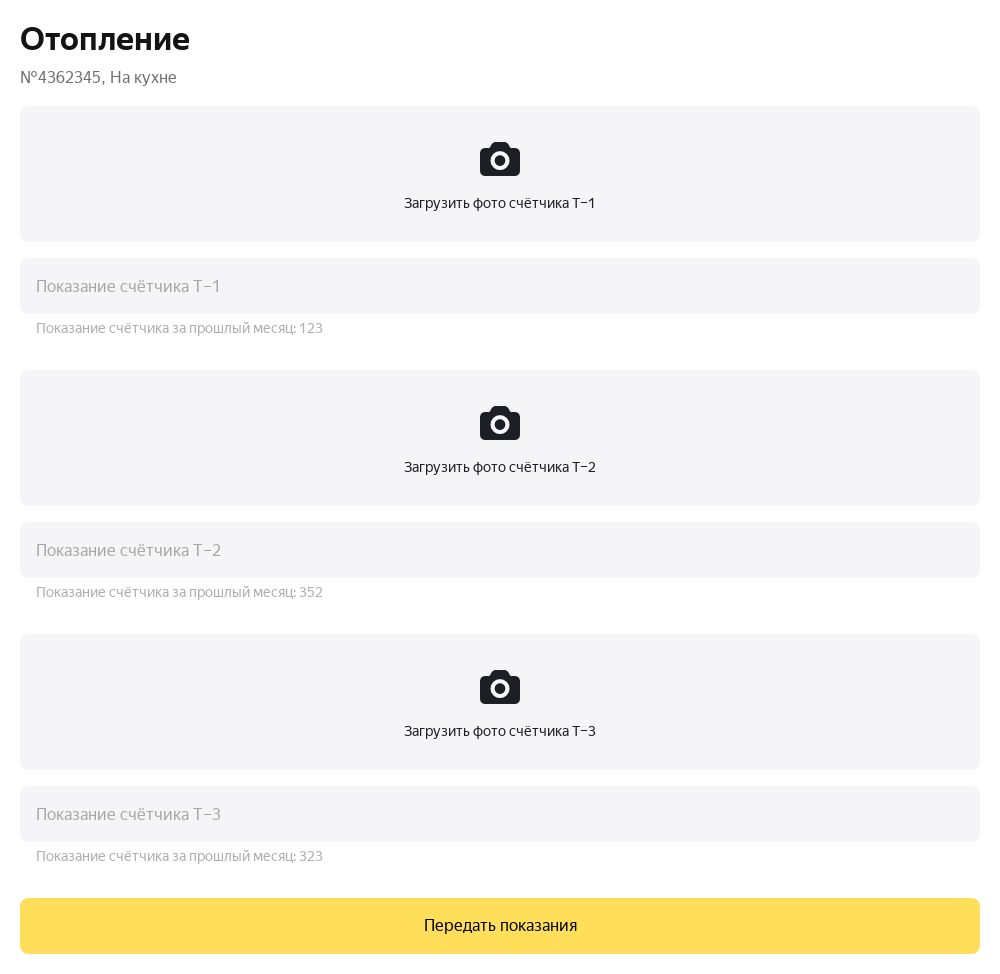 Отопление
№4362345, На кухне
Загрузить фото счётчика Т–1
Показание счётчика Т–1
Показание счётчика за прошлый месяц: 123
Загрузить фото счётчика Т–2
Показание счётчика Т–2
Показание счётчика за прошлый месяц: 352
Загрузить фото счётчика Т–3
Показание счётчика Т–3
Показание счётчика за прошлый месяц: 323
Передать показания